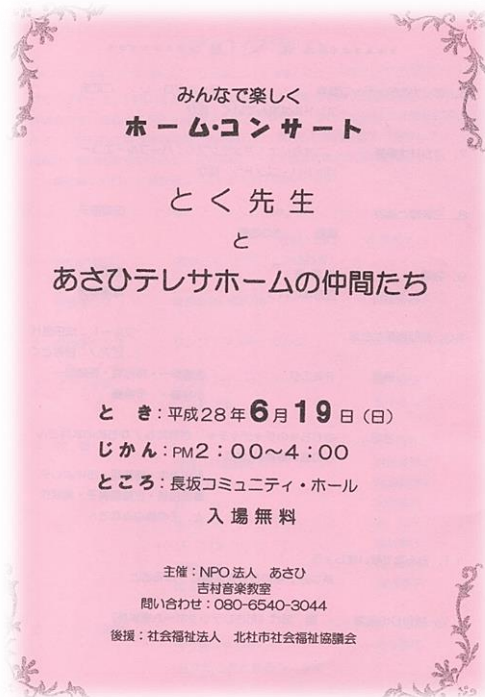 みんなで楽しく
ホーム・コンサート
とく先生
と
あさひテレサホームの仲間たち
とき:平成28年6月19日(日)
じかん:PM2:00～4:00
ところ:長坂コミュニティ・ホール
入場無料
主催:NPO法人 あさひ
吉村音楽教室
問い合わせ:080-6540-3044
後援:社会福祉法人 北杜市社会福祉協議会